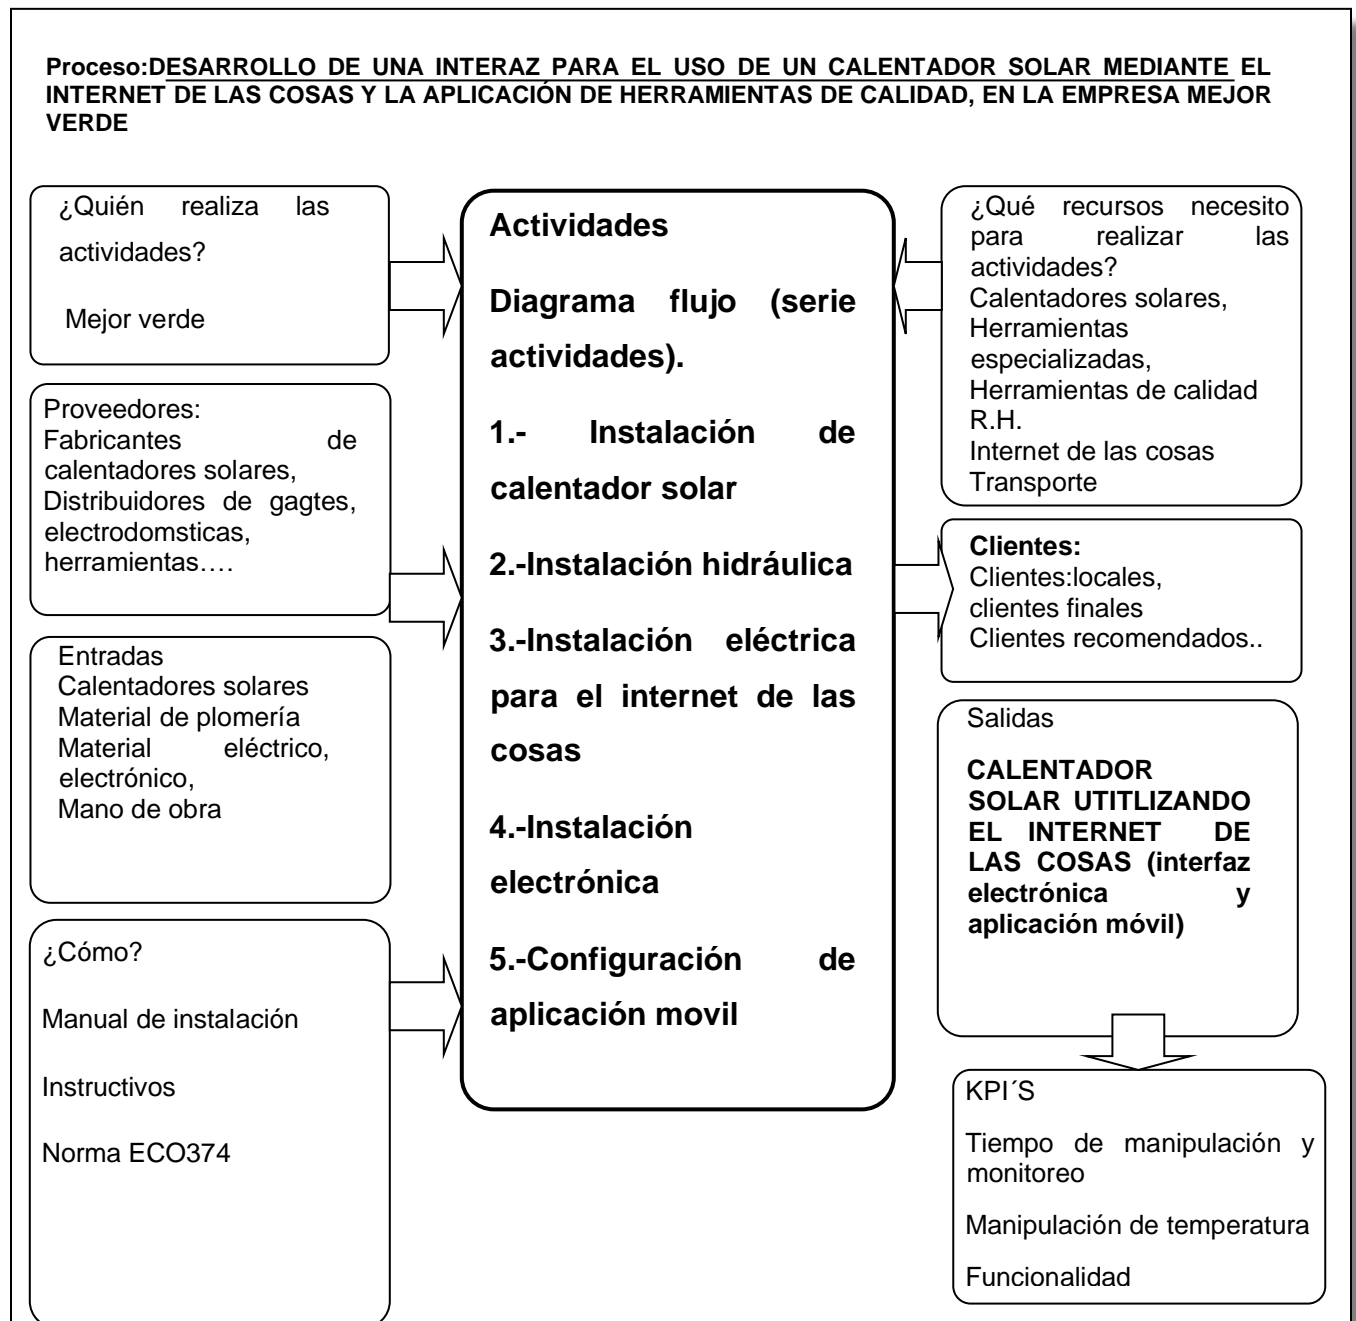 Proceso:DESARROLLO DE UNA INTERAZ PARA EL USO DE UN CALENTADOR SOLAR MEDIANTE EL
INTERNET DE LAS COSAS Y LA APLICACIÓN DE HERRAMIENTAS DE CALIDAD, EN LA EMPRESA MEJOR
VERDE
¿Quién realiza las
actividades?
Mejor verde
Proveedores:
Fabricantes de
calentadores solares,
Distribuidores de gagtes,
electrodomsticas,
herramientas….
Entradas
Calentadores solares
Material de plomería
Material eléctrico,
electrónico,
Mano de obra
¿Cómo?
Manual de instalación
Instructivos
Norma ECO374
Actividades
Diagrama flujo (serie
actividades).
1.- Instalación de
calentador solar
2.-Instalación hidráulica
3.-Instalación eléctrica
para el internet de las
cosas
4.-Instalación
electrónica
5.-Configuración de
aplicación movil
¿Qué recursos necesito
para realizar las
actividades?
Calentadores solares,
Herramientas
especializadas,
Herramientas de calidad
R.H.
Internet de las cosas
Transporte
Clientes:
Clientes:locales,
clientes finales
Clientes recomendados..
Salidas
CALENTADOR
SOLAR UTITLIZANDO
EL INTERNET DE
LAS COSAS (interfaz
electrónica y
aplicación móvil)
KPI´S
Tiempo de manipulación y
monitoreo
Manipulación de temperatura
Funcionalidad